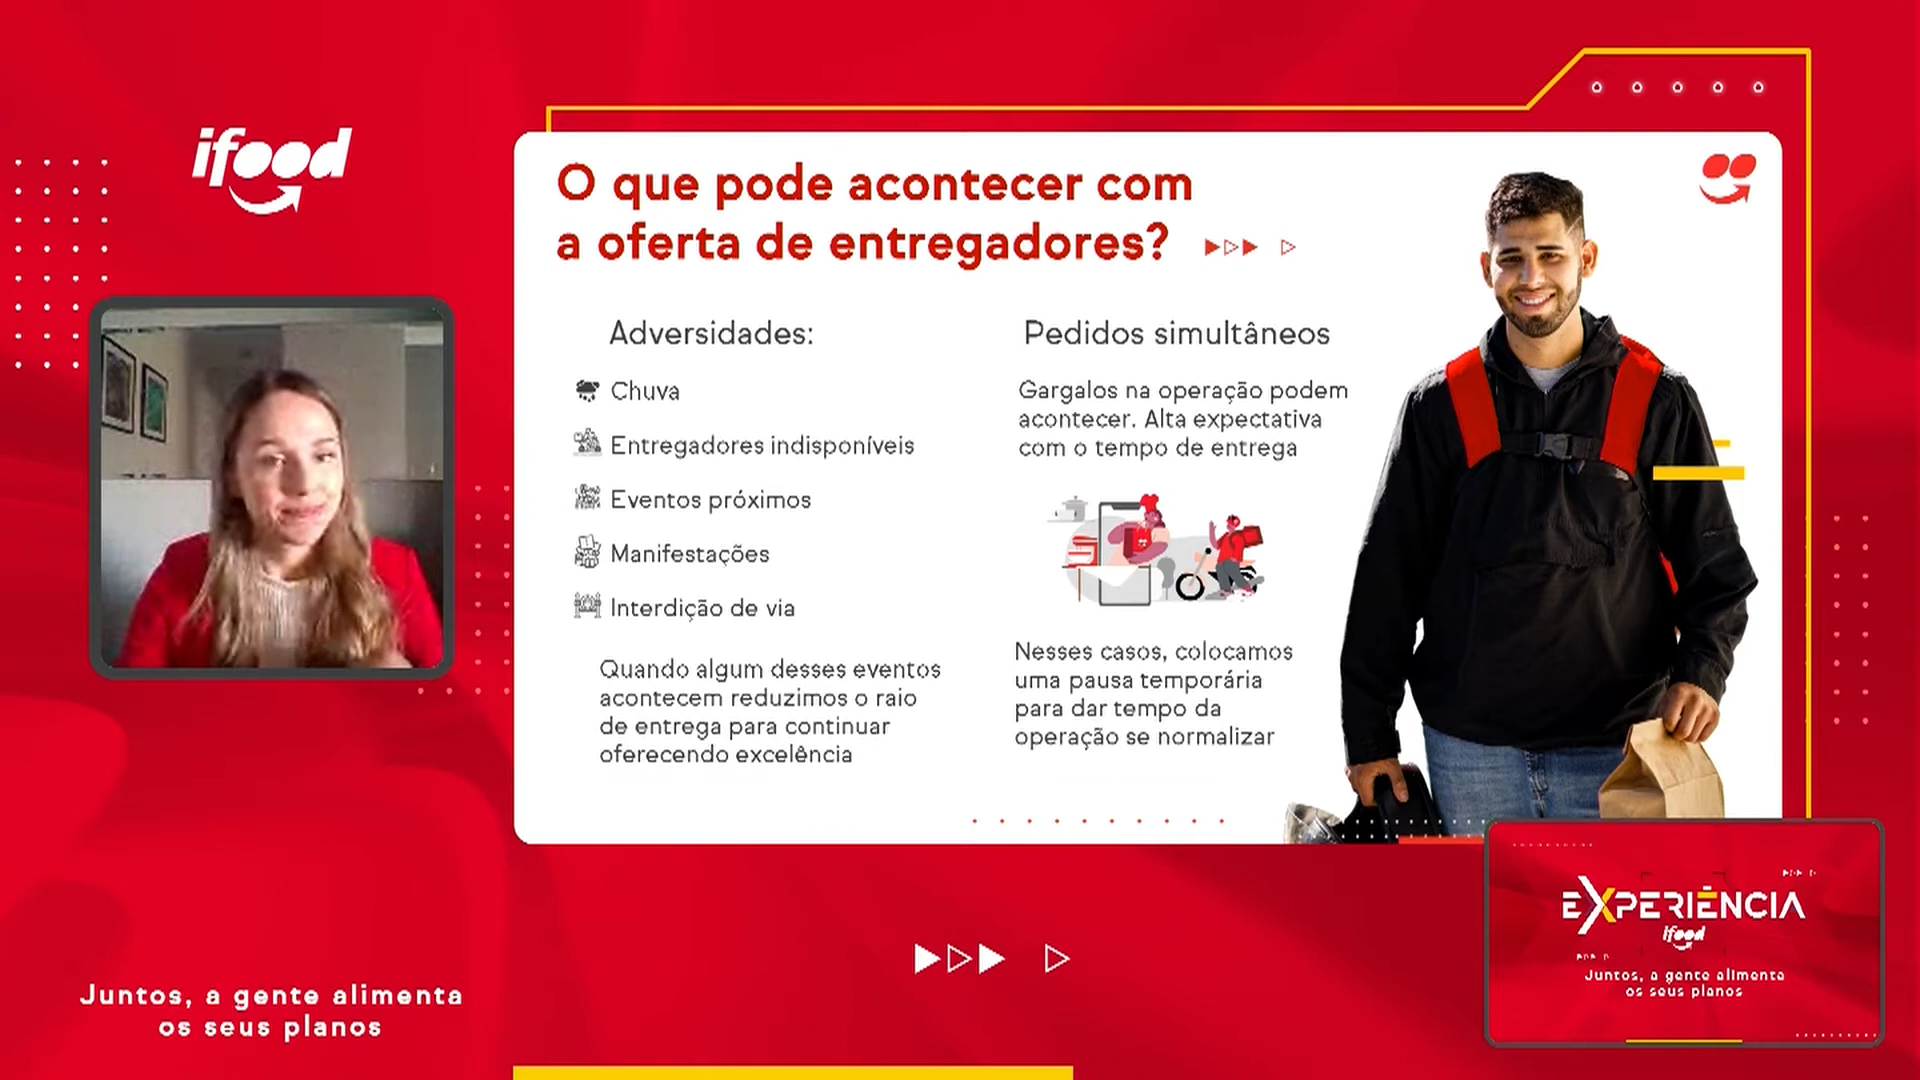 ifood
O que pode acontecer com
a oferta de entregadores?
Adversidades:
Chuva
Entregadores indisponíveis
Eventos próximos
Manifestações
Interdição de via
Quando algum desses eventos
acontecem reduzimos o raio
de entrega para continuar
oferecendo excelência
Pedidos simultâneos
Gargalos na operação podem
acontecer. Alta expectativa
com o tempo de entrega
Nesses casos, colocamos
uma pausa temporária
para dar tempo da
operação se normalizar
Juntos, a gente alimenta
os seus planos
EXPERIÊNCIA
ifood
Juntos, a gente alimenta
os seus planos